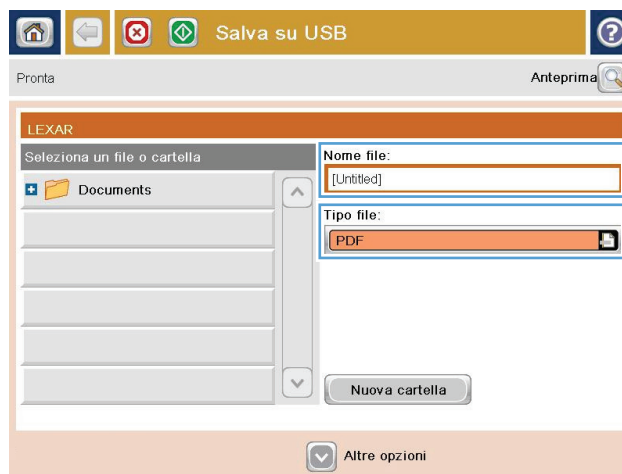 Salva su USB
?
Pronta
Anteprima
LEXAR
Seleziona un file o cartella
Documents
Nome file:
[Untitled]
Tipo file:
PDF
Nuova cartella
Altre opzioni